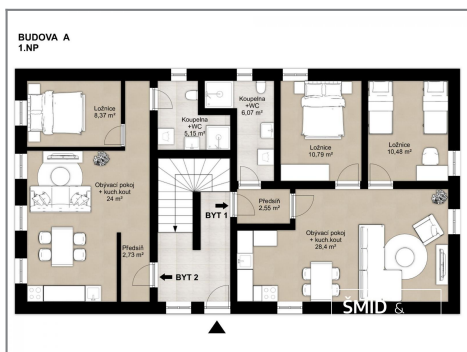 BUDOVA A
1.NP
Ložnice
8,37 m²
Koupelna
+WC
5,15 m²
Koupelna
+WC
6,07 m²
Ložnice
10,79 m²
Ložnice
10,48 m²
Obývací pokoj
+ kuch.kout
24 m²
Předsíň
2,73 m²
BYT 1
BYT 2
Předsíň
2,55 m²
Obývací pokoj
+ kuch.kout
28,4 m²
ŠMÍD &